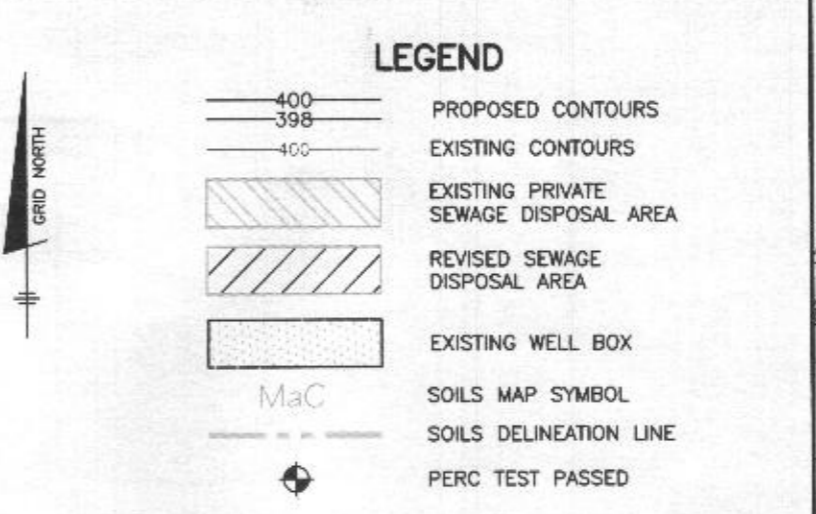 LEGEND
GRID NORTH
400
398
PROPOSED CONTOURS
400
EXISTING CONTOURS
EXISTING PRIVATE
SEWAGE DISPOSAL AREA
REVISED SEWAGE
DISPOSAL AREA
EXISTING WELL BOX
MaC
SOILS MAP SYMBOL
SOILS DELINEATION LINE
PERC TEST PASSED